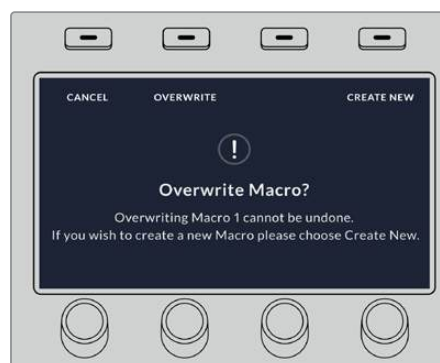 CANCEL OVERWRITE CREATE NEW
!
Overwrite Macro?
Overwriting Macro 1 cannot be undone.
If you wish to create a new Macro please choose Create New.